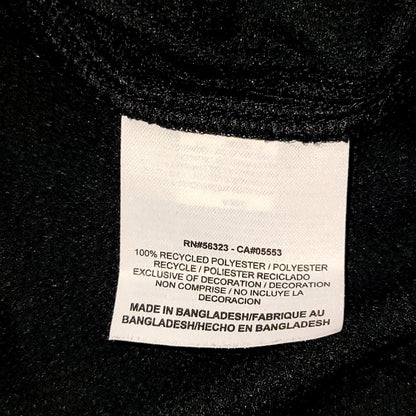 RN#56323 - CA#05553
100% RECYCLED POLYESTER / POLYESTER
RECYCLE / POLIESTER RECICLADO
EXCLUSIVE OF DECORATION / DECORATION
NON COMPRISE / NO INCLUYE LA
DECORACION
MADE IN BANGLADESH/FABRIQUE AU
BANGLADESH/HECHO EN BANGLADESH